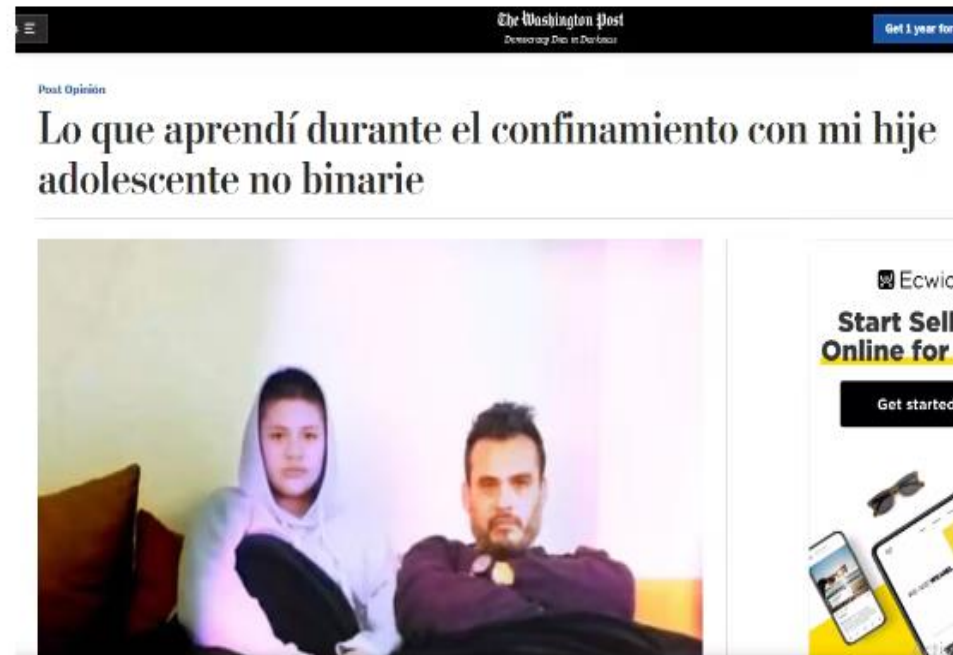 The Washington Post
Democracy Dies in Darkness
Get 1 year for
Post Opinión
Lo que aprendí durante el confinamiento con mi hije
adolescente no binarie
Ecwic
Start Sell
Online for
Get started